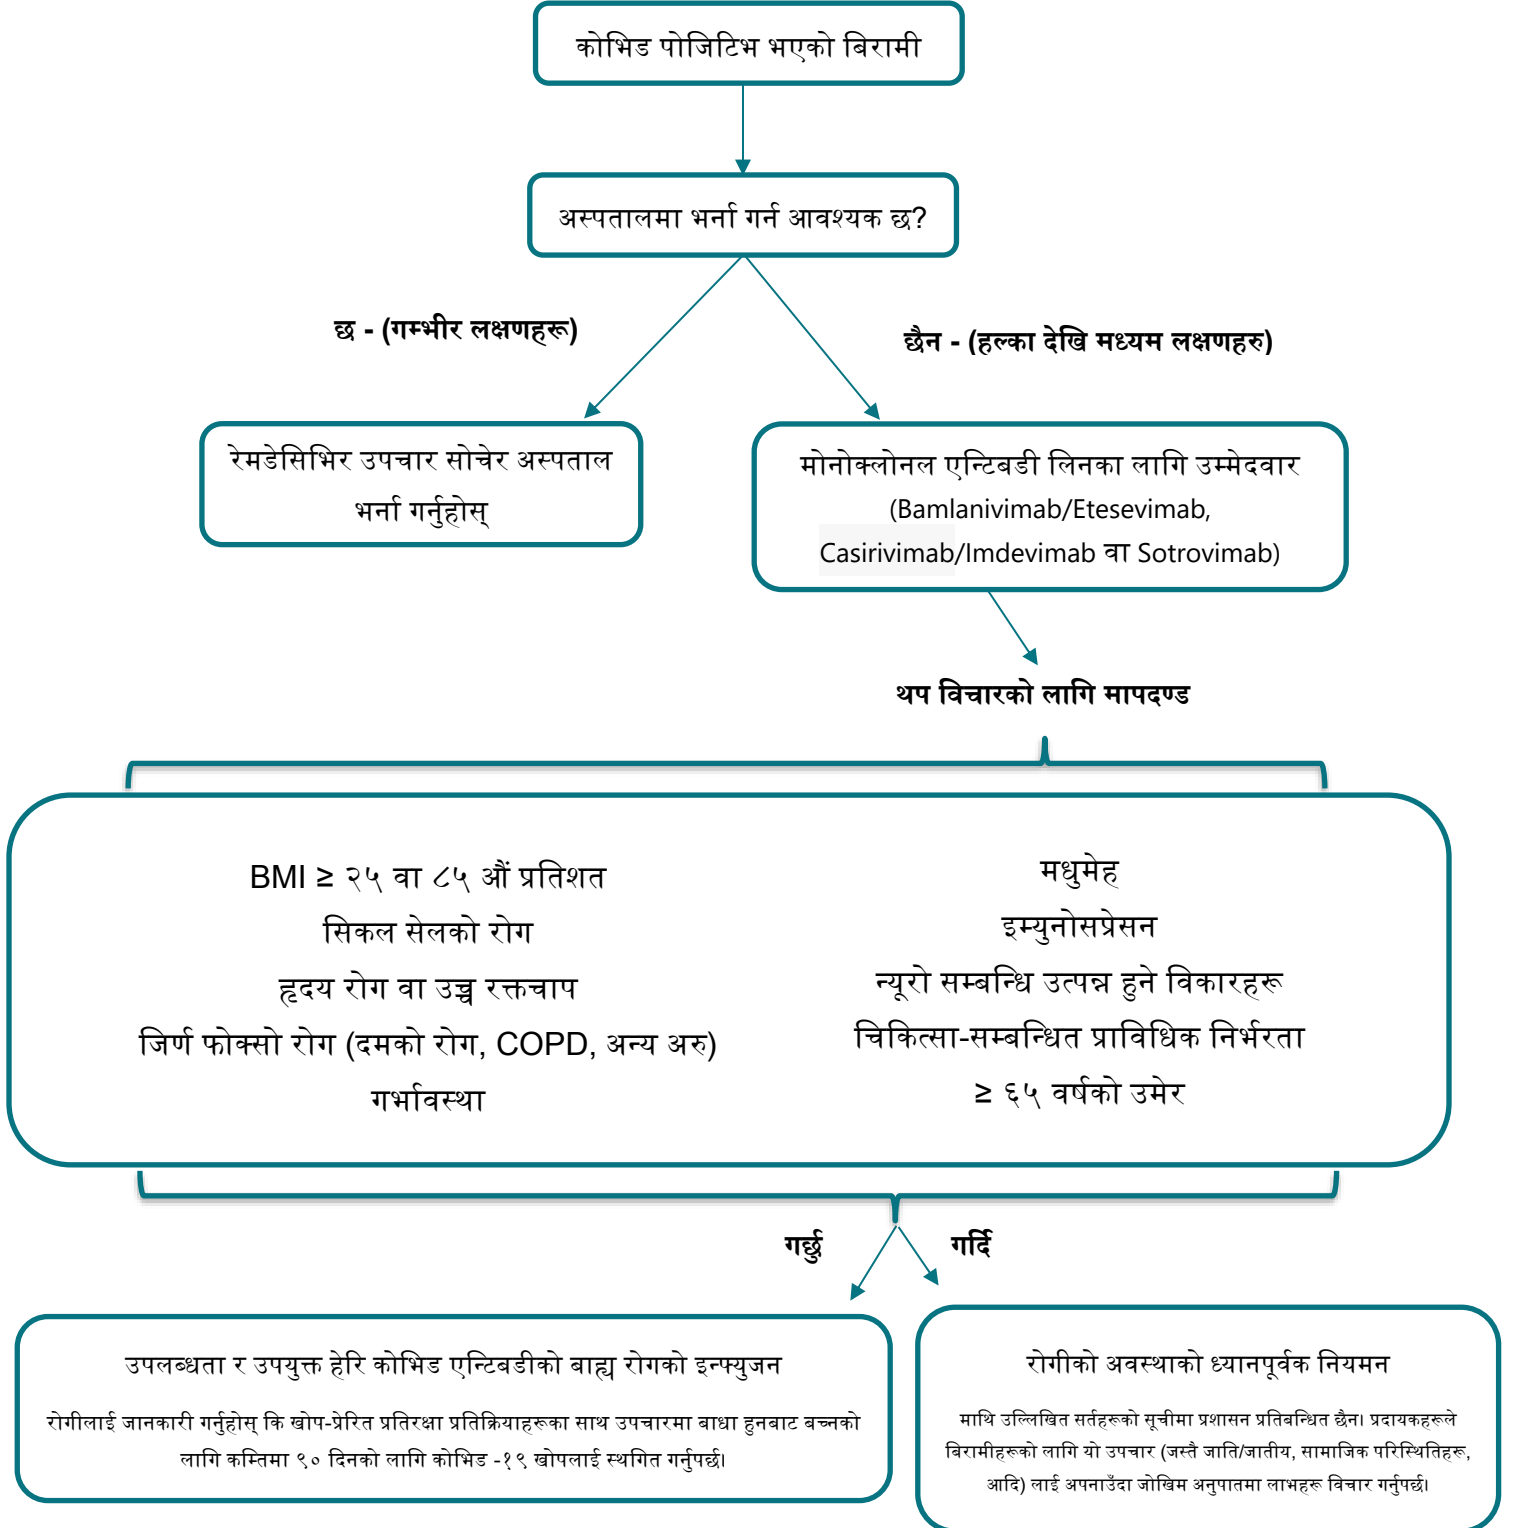 कोभिड पोजिटिभ भएको बिरामी
अस्पतालमा भर्ना गर्न आवश्यक छ?
छ - (गम्भीर लक्षणहरू)
छैन - (हल्का देखि मध्यम लक्षणहरु)
रेमडेसिभिर उपचार सोचेर अस्पताल
भर्ना गर्नुहोस्
मोनोक्लोनल एन्टिबडी लिनका लागि उम्मेदवार
(Bamlanivimab/Etesevimab,
Casirivimab/Imdevimab वा Sotrovimab)
थप विचारको लागि मापदण्ड
BMI ≥ २५ वा ८५ औं प्रतिशत
सिकल सेलको रोग
हृदय रोग वा उच्च रक्तचाप
जिर्ण फोक्सो रोग (दमको रोग, COPD, अन्य अरु)
गर्भावस्था
मधुमेह
इम्युनोसप्रेसन
न्यूरो सम्बन्धि उत्पन्न हुने विकारहरू
चिकित्सा-सम्बन्धित प्राविधिक निर्भरता
≥ ६५ वर्षको उमेर
गर्छु
गर्दि
उपलब्धता र उपयुक्त हेरि कोभिड एन्टिबडीको बाह्य रोगको इन्फ्युजन
रोगीलाई जानकारी गर्नुहोस् कि खोप-प्रेरित प्रतिरक्षा प्रतिक्रियाहरूका साथ उपचारमा बाधा हुनबाट बच्नको
लागि कम्तिमा ९० दिनको लागि कोभिड -१९ खोपलाई स्थगित गर्नुपर्छ।
रोगीको अवस्थाको ध्यानपूर्वक नियमन
माथि उल्लिखित सर्तहरूको सूचीमा प्रशासन प्रतिबन्धित छैन। प्रदायकहरूले
बिरामीहरूको लागि यो उपचार (जस्तै जाति/जातीय, सामाजिक परिस्थितिहरू,
आदि) लाई अपनाउँदा जोखिम अनुपातमा लाभहरू विचार गर्नुपर्छ।